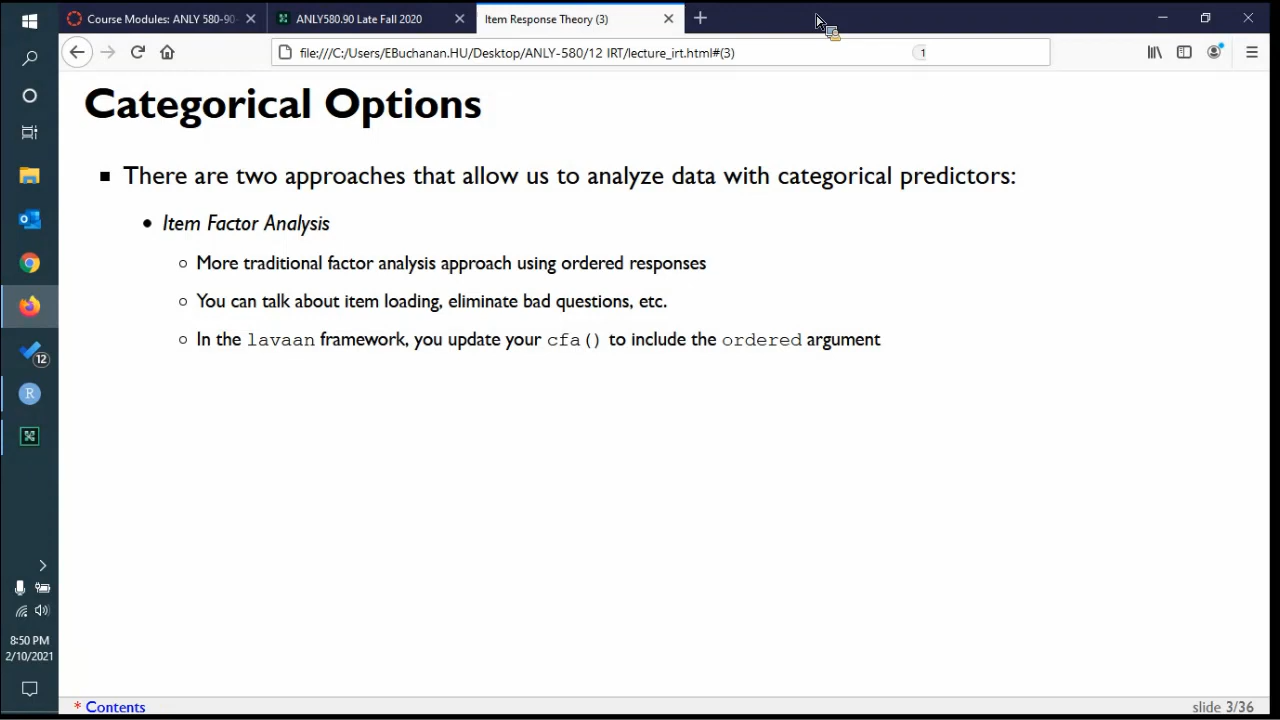 Course Modules: ANLY 580-90-
ANLY580.90 Late Fall 2020
Item Response Theory (3)
file:///C:/Users/EBuchanan.HU/Desktop/ANLY-580/12 IRT/lecture_irt.html#(3)
1
Categorical Options
There are two approaches that allow us to analyze data with categorical predictors:
Item Factor Analysis
More traditional factor analysis approach using ordered responses
You can talk about item loading, eliminate bad questions, etc.
In the lavaan framework, you update your cfa() to include the ordered argument
12
R
8:50 PM
2/10/2021
* Contents
slide 3/36